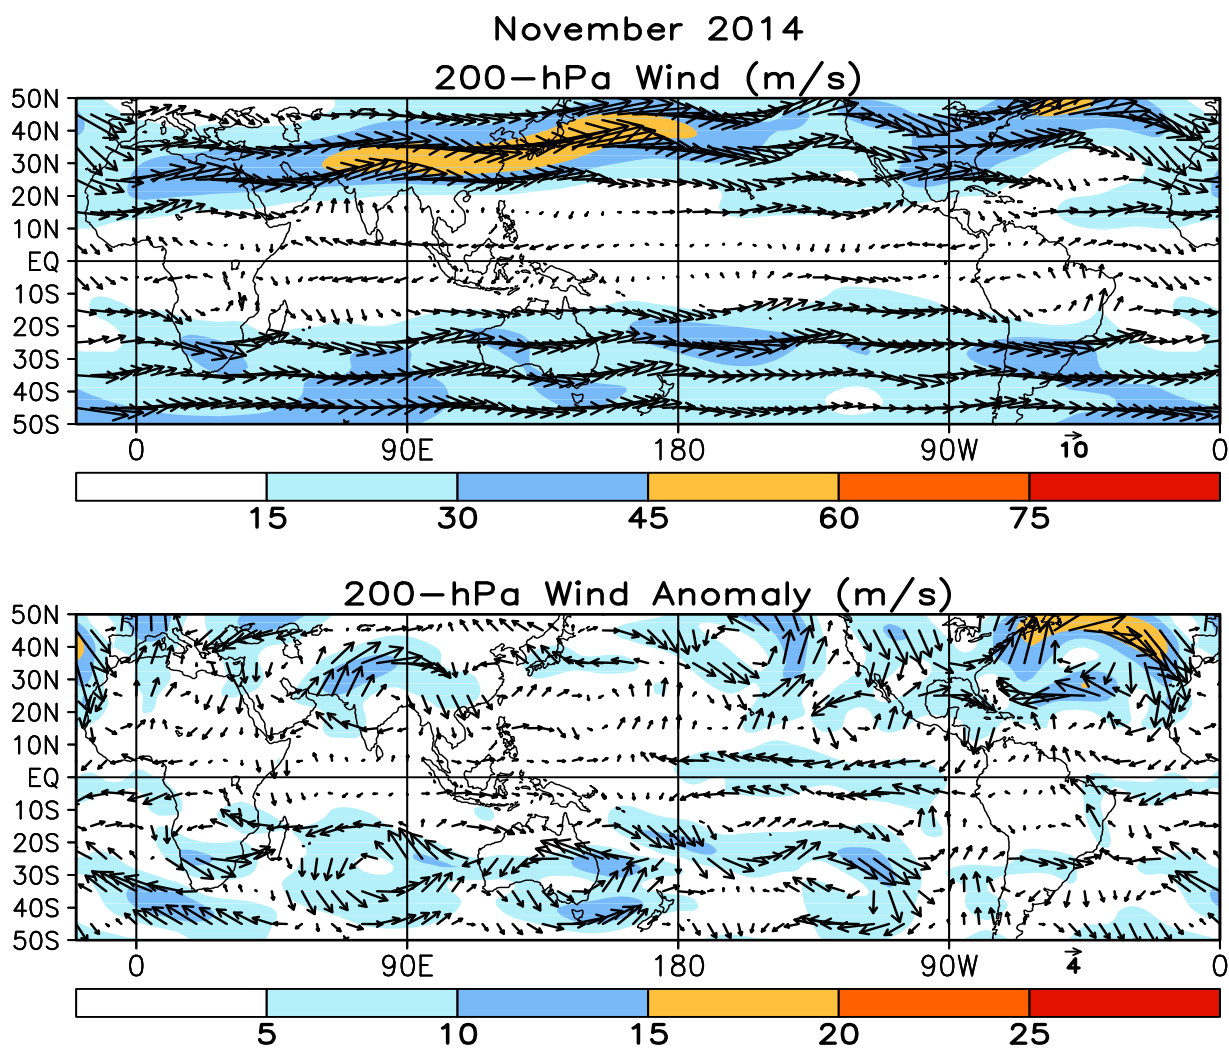 November 2014
200-hPa Wind (m/s)
50N
40N
30N
20N
10N
EQ
10S
20S
30S
40S
50S
0 90E 180 90W 0
10
15 30 45 60 75
200-hPa Wind Anomaly (m/s)
50N
40N
30N
20N
10N
EQ
10S
20S
30S
40S
50S
0 90E 180 90W 0
4
5 10 15 20 25